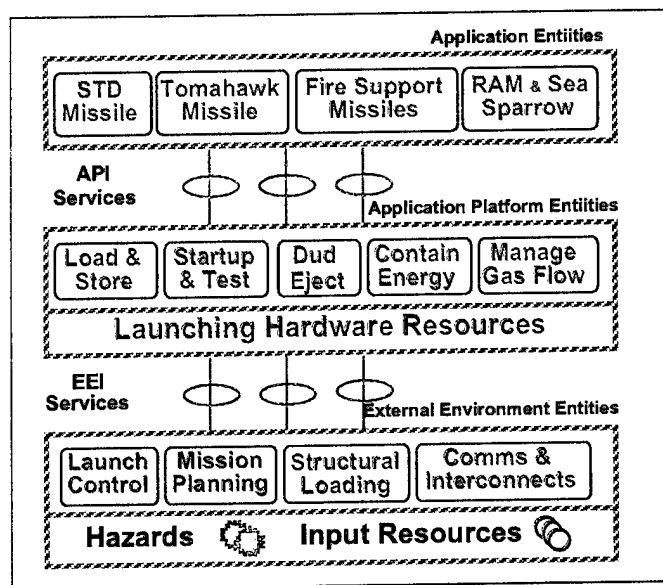 Application Entiities
STD Missile
Tomahawk Missile
Fire Support Missiles
RAM & Sea Sparrow
API Services
Application Platform Entiities
Load & Store
Startup & Test
Dud Eject
Contain Energy
Manage Gas Flow
Launching Hardware Resources
EEI Services
External Environment Entities
Launch Control
Mission Planning
Structural Loading
Comms & Interconnects
Hazards
Input Resources